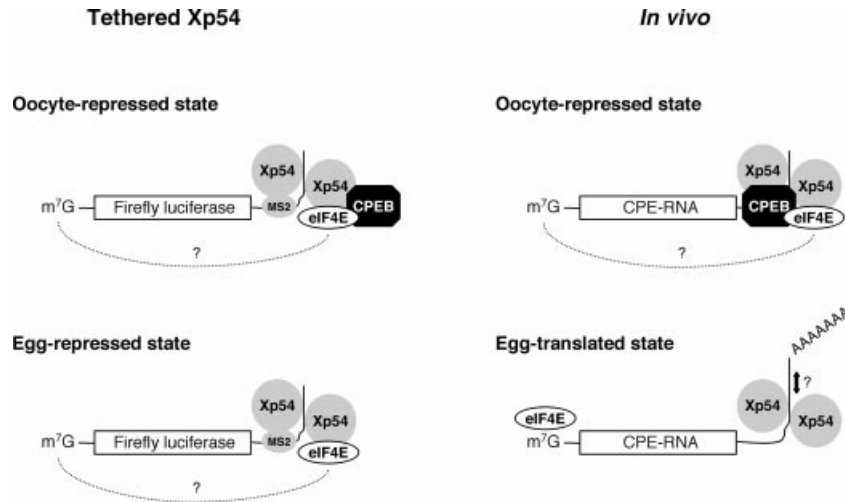 Tethered Xp54
In vivo
Oocyte-repressed state
Oocyte-repressed state
Xp54
Xp54
m⁷G
Firefly luciferase
MS2
eIF4E
CPEB
?
Xp54
Xp54
m⁷G
CPE-RNA
CPEB
eIF4E
?
Egg-repressed state
Egg-translated state
Xp54
Xp54
m⁷G
Firefly luciferase
MS2
eIF4E
?
AAAAAAA
?
eIF4E
Xp54
Xp54
m⁷G
CPE-RNA